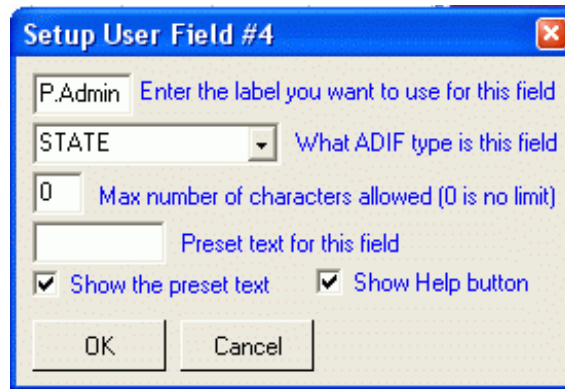 Setup User Field #4
P.Admin Enter the label you want to use for this field
STATE What ADIF type is this field
0 Max number of characters allowed (0 is no limit)
Preset text for this field
Show the preset text Show Help button
OK Cancel